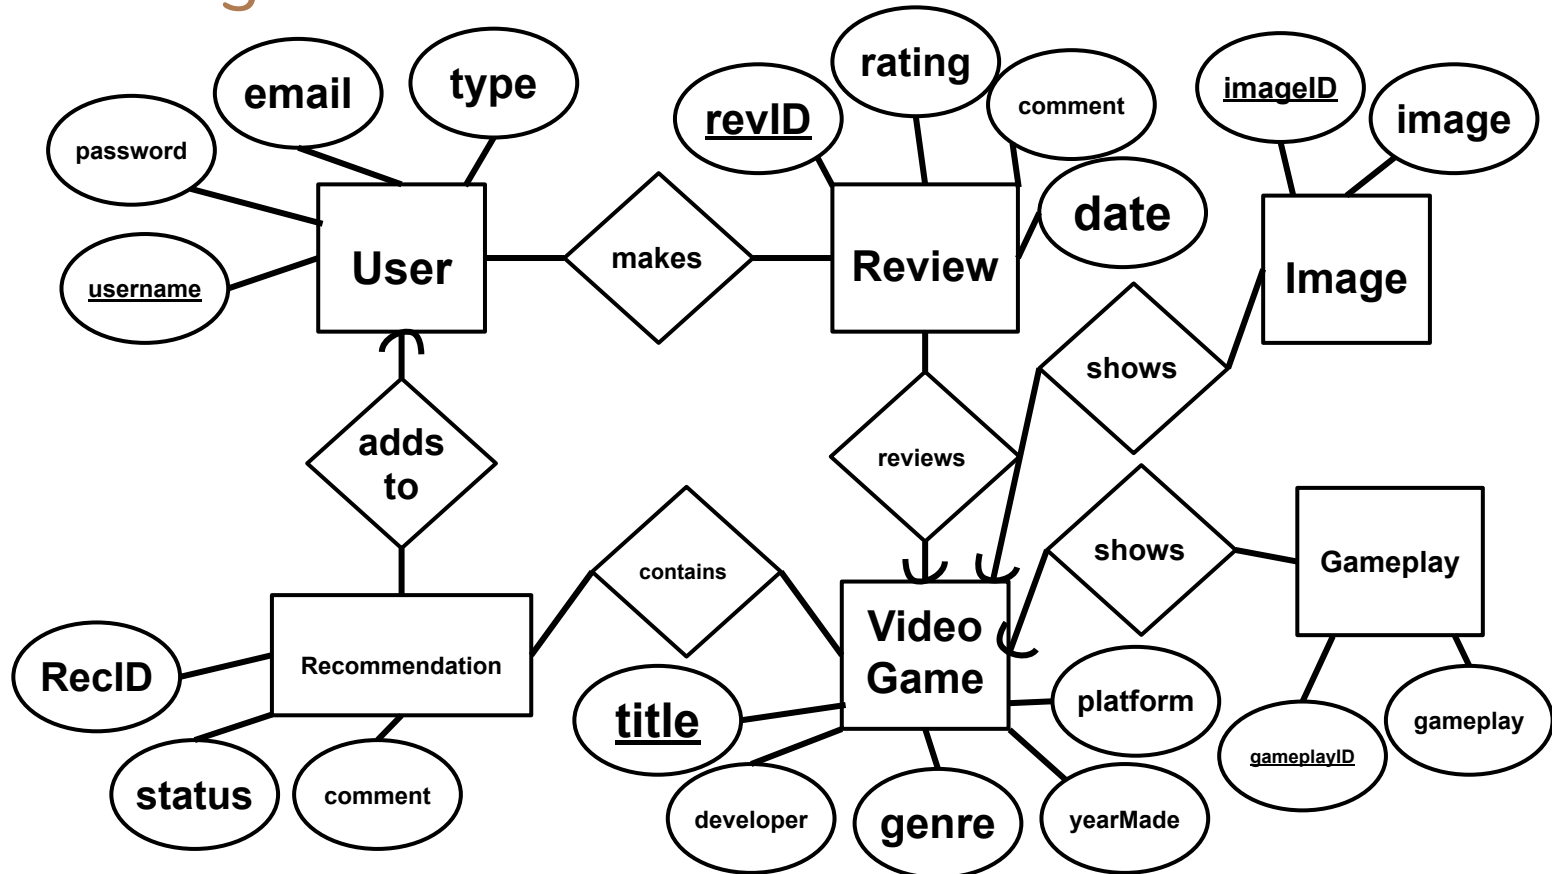 email
type
password
username
User
makes
revID
rating
comment
date
Review
imageID
image
Image
shows
adds
to
reviews
shows
Gameplay
gameplayID
gameplay
contains
Recommendation
RecID
status
comment
Video
Game
title
platform
developer
genre
yearMade